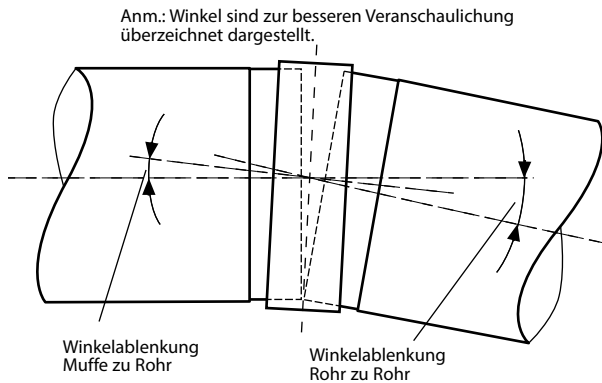 Anm.: Winkel sind zur besseren Veranschaulichung
überzeichnet dargestellt.
Winkelablenkung
Muffe zu Rohr
Winkelablenkung
Rohr zu Rohr